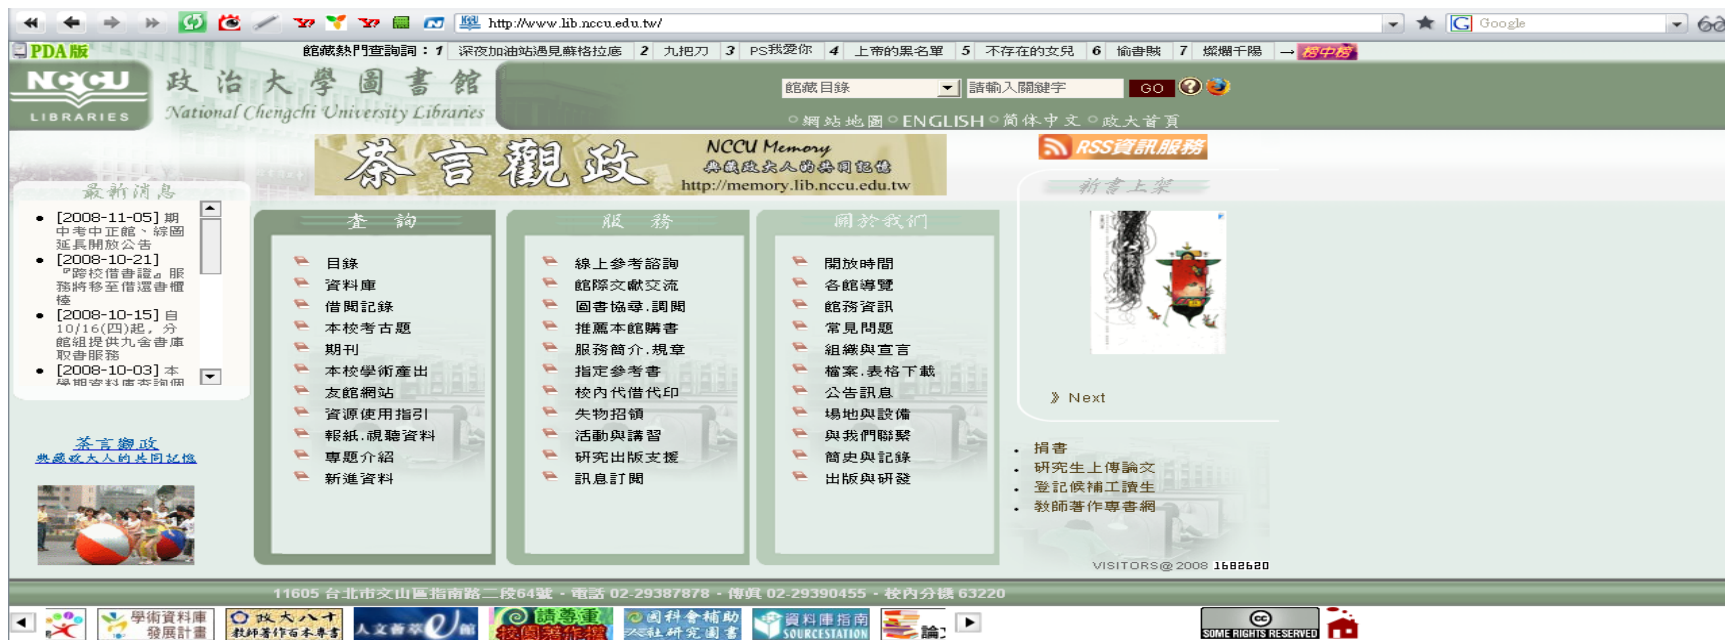 http://www.lib.nccu.edu.tw/
Google
PDA版
館藏熱門查詢詞：1 深夜加油站遇見蘇格拉底 2 九把刀 3 PS我愛你 4 上帝的黑名單 5 不存在的女兒 6 偷書賊 7 燦爛千陽 → 榜中榜
NCCU
LIBRARIES
政治大學圖書館
National Chengchi University Libraries
館藏目錄
請輸入關鍵字
GO
網站地圖 ENGLISH 简体中文 政大首頁
茶言觀政
NCCU Memory
典藏政大人的共同記憶
http://memory.lib.nccu.edu.tw
RSS資訊服務
最新消息
[2008-11-05] 期
中考中正館、綜圖
延長開放公告
[2008-10-21]
『跨校借書證』服
務將移至借還書櫃
檯
[2008-10-15] 自
10/16(四)起，分
館組提供九舍書庫
取書服務
[2008-10-03] 本
學期資料庫查詢個
茶言觀政
典藏政大人的共同記憶
查詢
目錄
資料庫
借閱記錄
本校考古題
期刊
本校學術產出
友館網站
資源使用指引
報紙.視聽資料
專題介紹
新進資料
服務
線上參考諮詢
館際文獻交流
圖書協尋.調閱
推薦本館購書
服務簡介.規章
指定參考書
校內代借代印
失物招領
活動與講習
研究出版支援
訊息訂閱
關於我們
開放時間
各館導覽
館務資訊
常見問題
組織與宣言
檔案.表格下載
公告訊息
場地與設備
與我們聯繫
簡史與記錄
出版與研發
新書上架
》Next
捐書
研究生上傳論文
登記候補工讀生
教師著作專書網
VISITORS@2008 1682620
11605 台北市文山區指南路二段64號 - 電話 02-29387878 - 傳真 02-29390455 - 校內分機 63220
學術資料庫
發展計畫
政大八十
教師著作百本專書
人文薈萃 館
請尊重
校園著作權
國科會補助
人社研究圖書
資料庫指南
SOURCESTATION
論
cc
SOME RIGHTS RESERVED